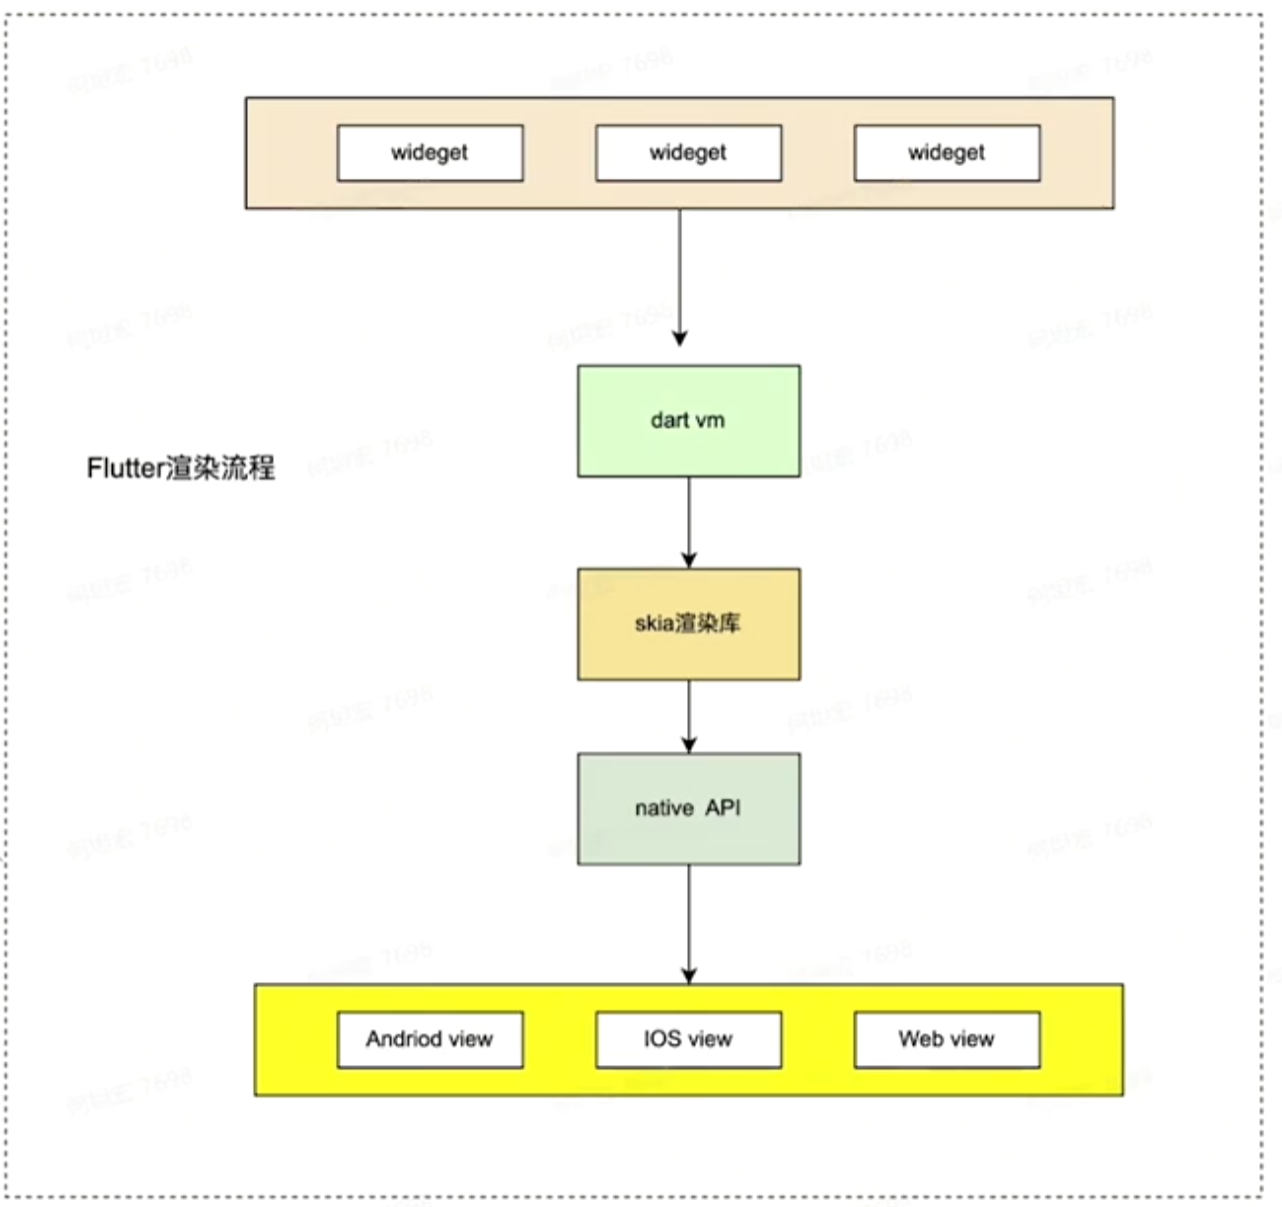 wideget
wideget
wideget
dart vm
Flutter渲染流程
skia渲染库
native API
Andriod view
IOS view
Web view